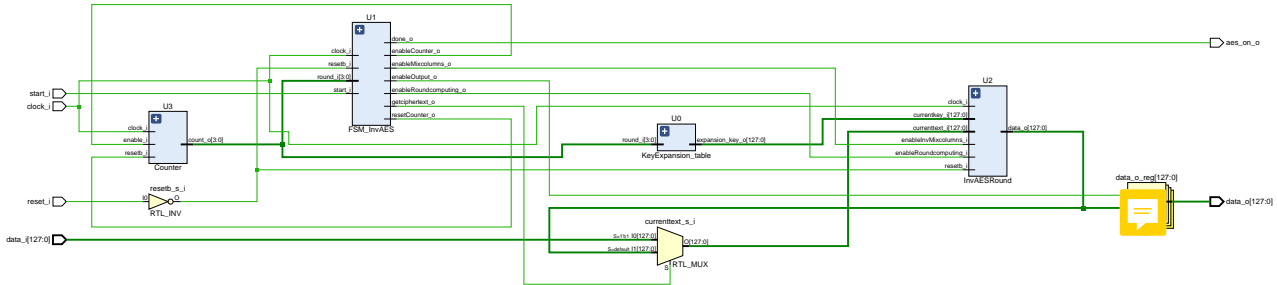 U1
FSM_InvAES
clock_i
resetb_i
round_i[3:0]
start_i
done_o
enableCounter_o
enableMixcolumns_o
enableOutput_o
enableRoundcomputing_o
getciphertext_o
resetCounter_o
aes_on_o
start_i
clock_i
U3
clock_i
enable_i
resetb_i
count_o[3:0]
Counter
U0
round_i[3:0]
expansion_key_o[127:0]
KeyExpansion_table
U2
clock_i
currentkey_i[127:0]
currenttext_i[127:0]
enableInvMixcolumns_i
enableRoundcomputing_i
resetb_i
data_o[127:0]
InvAESRound
reset_i
resetb_s_i
I0
O
RTL_INV
data_o_reg[127:0]
data_o[127:0]
data_i[127:0]
currenttext_s_i
S=1'b1 I0[127:0]
S=default I1[127:0]
O[127:0]
S
RTL_MUX